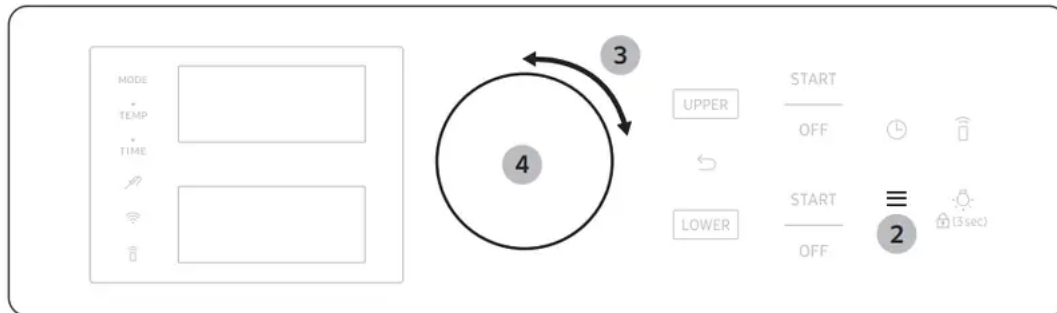 MODE
TEMP
TIME
3
4
UPPER
LOWER
START
OFF
START
OFF
2
(3 sec)